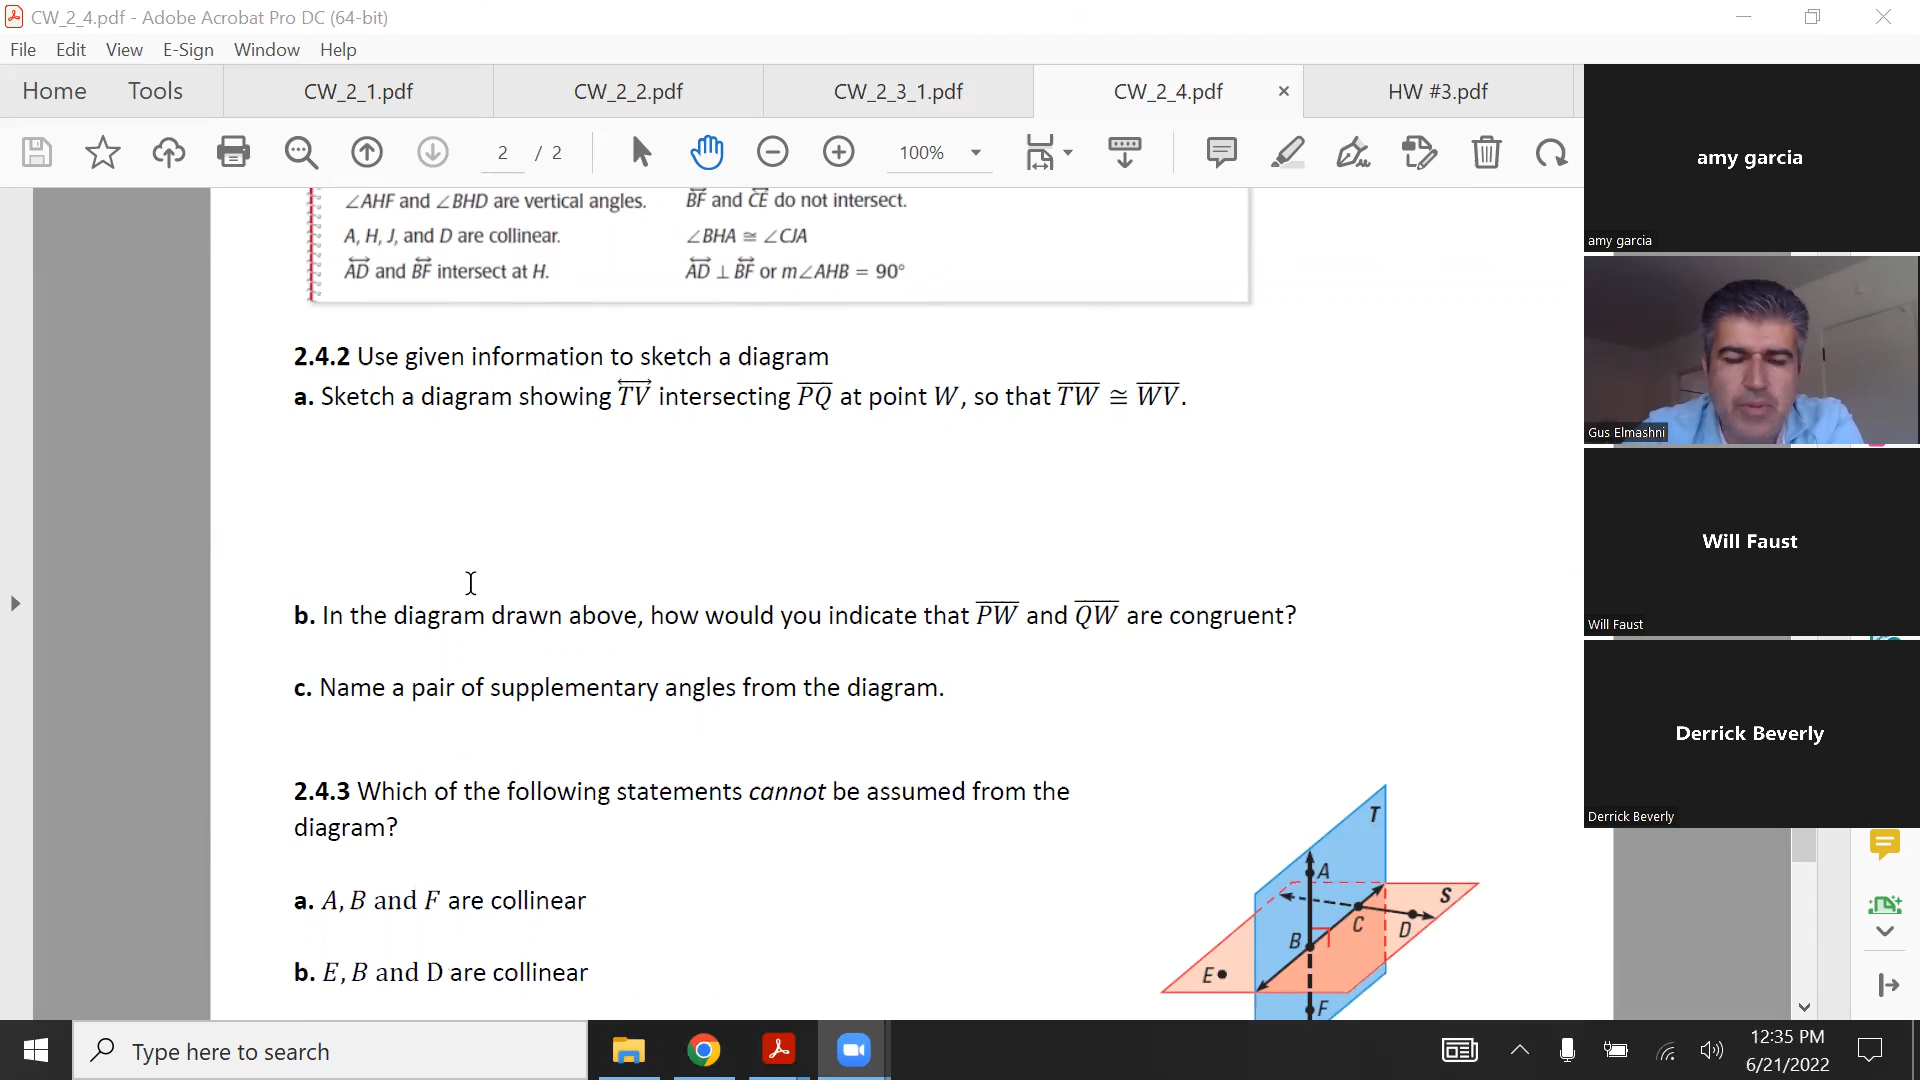 CW_2_4.pdf - Adobe Acrobat Pro DC (64-bit)
File Edit View E-Sign Window Help
Home Tools CW_2_1.pdf CW_2_2.pdf CW_2_3_1.pdf CW_2_4.pdf × HW #3.pdf
2 / 2 100%
∠AHF and ∠BHD are vertical angles. BF and CE do not intersect.
A, H, J, and D are collinear. ∠BHA ≅ ∠CJA
AD and BF intersect at H. AD ⊥ BF or m∠AHB = 90°
2.4.2 Use given information to sketch a diagram
a. Sketch a diagram showing TV intersecting PQ at point W, so that TW ≅ WV.
b. In the diagram drawn above, how would you indicate that PW and QW are congruent?
c. Name a pair of supplementary angles from the diagram.
2.4.3 Which of the following statements cannot be assumed from the
diagram?
a. A, B and F are collinear
b. E, B and D are collinear
T
A
S
C
D
B
E
F
amy garcia
amy garcia
Gus Elmashni
Will Faust
Will Faust
Derrick Beverly
Derrick Beverly
Type here to search
12:35 PM
6/21/2022